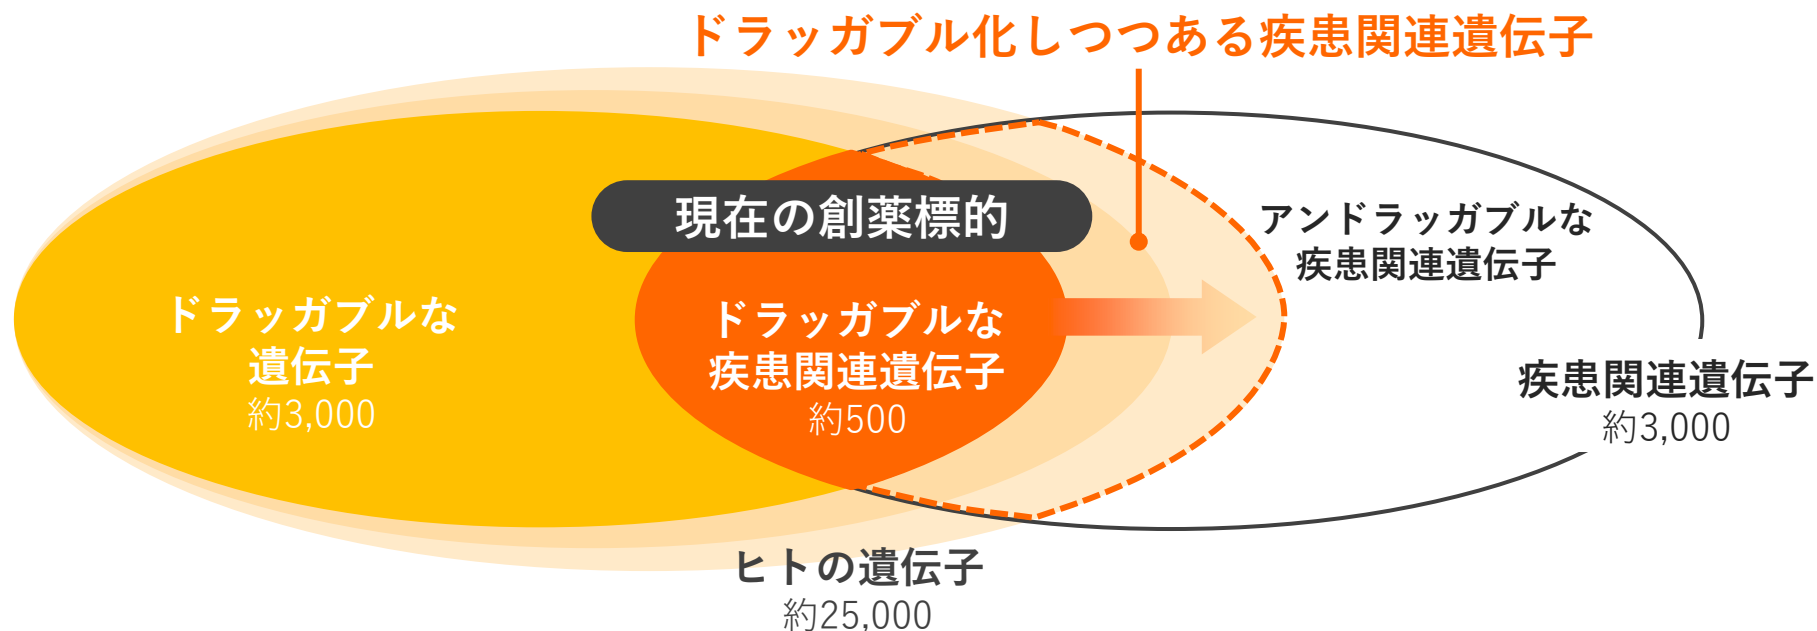 ドラッガブル化しつつある疾患関連遺伝子
現在の創薬標的
アンドラッガブルな
疾患関連遺伝子
ドラッガブルな
遺伝子
約3,000
ドラッガブルな
疾患関連遺伝子
約500
疾患関連遺伝子
約3,000
ヒトの遺伝子
約25,000